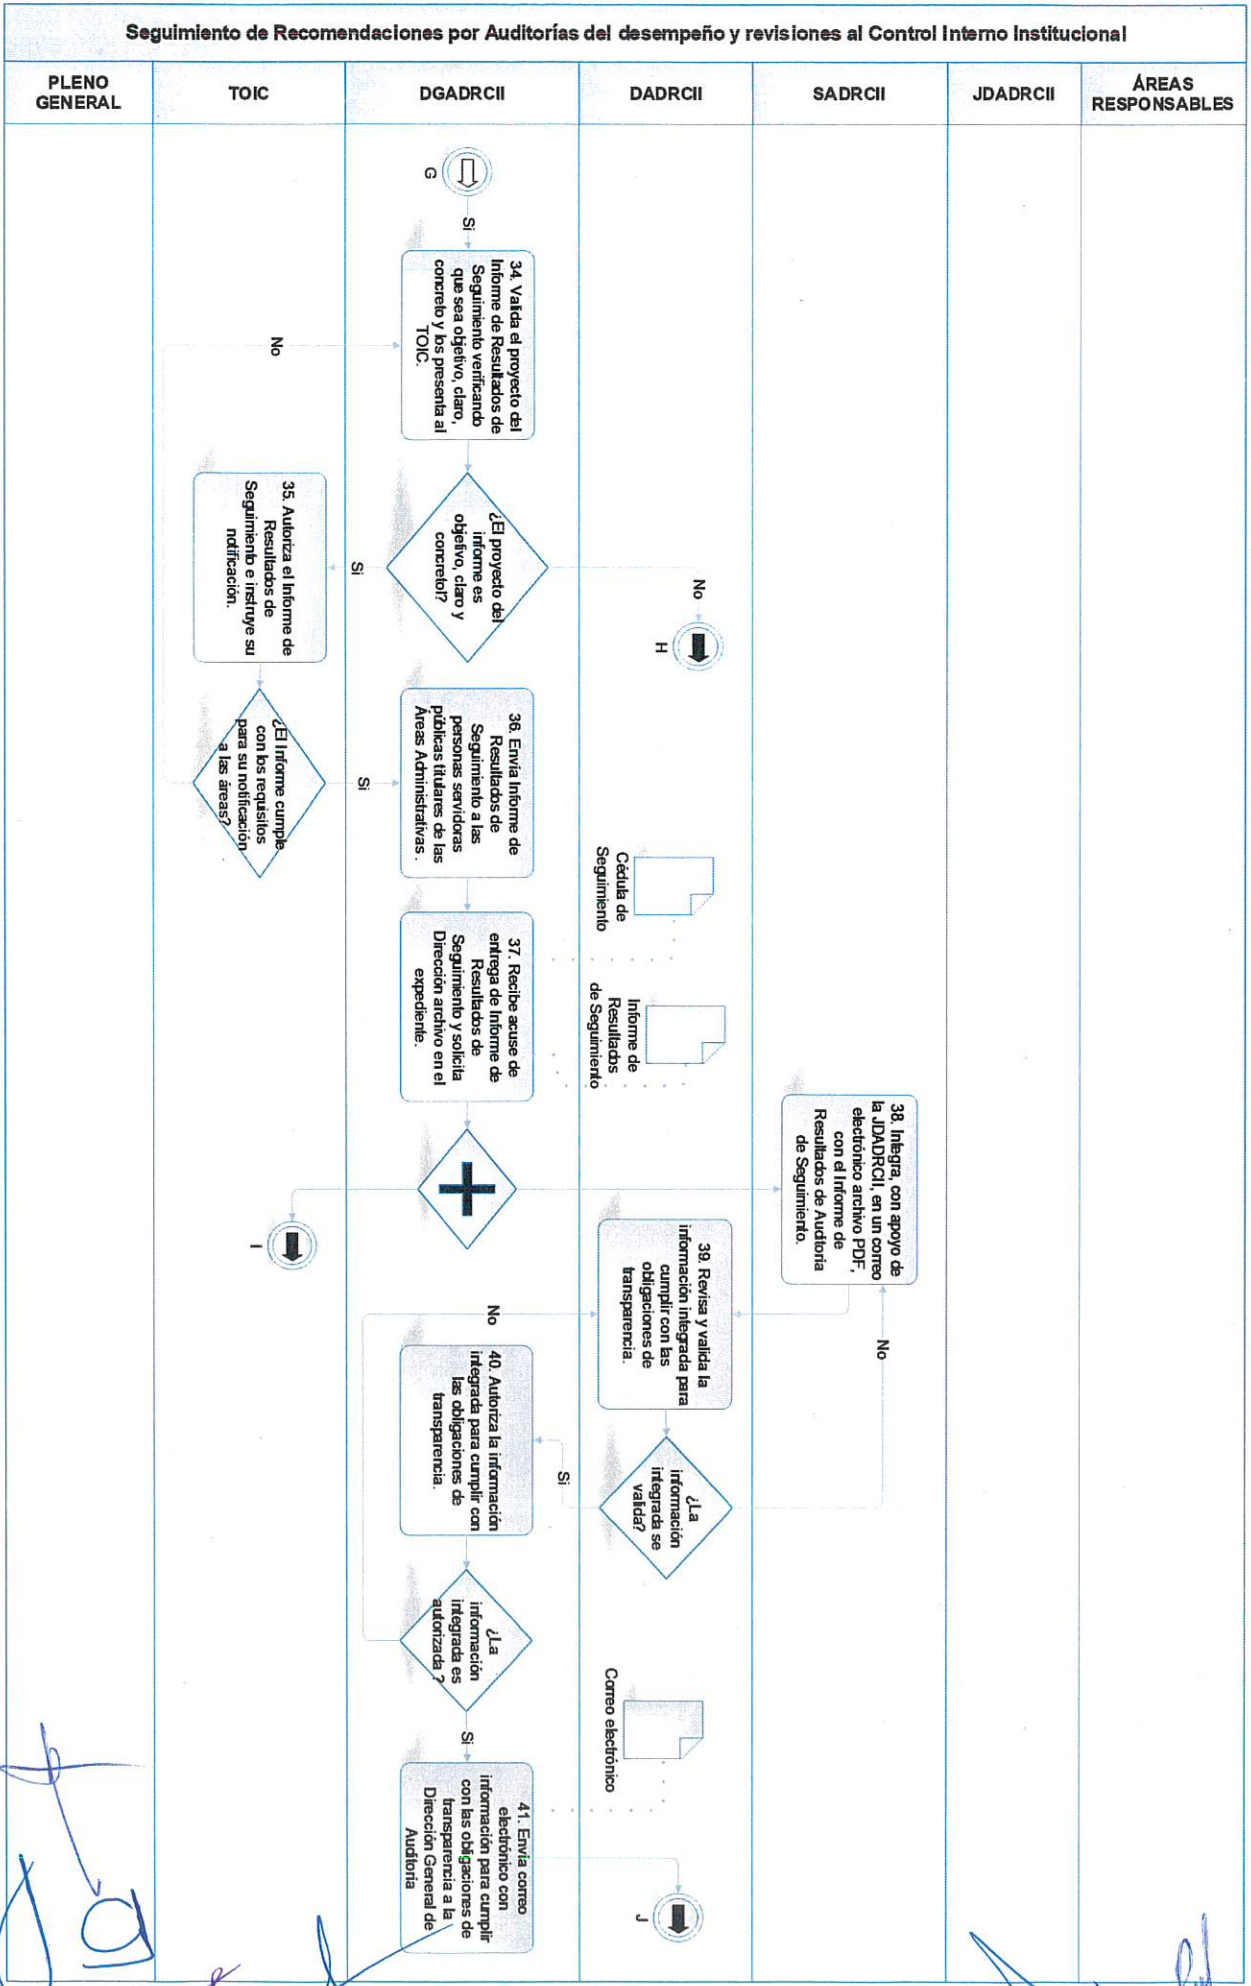 Seguimiento de Recomendaciones por Auditorías del desempeño y revisiones al Control Interno Institucional
PLENO
GENERAL
TOIC
DGADRCII
DADRCII
SADRCII
JDADRCII
ÁREAS
RESPONSABLES
G
Si
34. Valida el proyecto del
Informe de Resultados de
Seguimiento verificando
que sea objetivo, claro,
concreto y los presenta al
TOIC.
¿El proyecto del
informe es
objetivo, claro y
concretol?
No
H
Si
35. Autoriza el Informe de
Resultados de
Seguimiento e instruye su
notificación.
¿El Informe cumple
con los requisitos
para su notificación
a las áreas?
No
Si
36. Envía Informe de
Resultados de
Seguimiento a las
personas servidoras
públicas titulares de las
Áreas Administrativas .
Cédula de
Seguimiento
37. Recibe acuse de
entrega de Informe de
Resultados de
Seguimiento y solicita
Dirección archivo en el
expediente.
Informe de
Resultados
de Seguimiento
I
38. Integra, con apoyo de
la JDADRCII, en un correo
electrónico archivo PDF,
con el Informe de
Resultados de Auditoría
de Seguimiento.
39. Revisa y valida la
información integrada para
cumplir con las
obligaciones de
transparencia.
¿La
información
integrada se
valida?
No
Si
40. Autoriza la información
integrada para cumplir con
las obligaciones de
transparencia.
¿La
información
integrada es
autorizada ?
No
Si
Correo electrónico
41. Envía correo
electrónico con
información para cumplir
con las obligaciones de
transparencia a la
Dirección General de
Auditoría
J